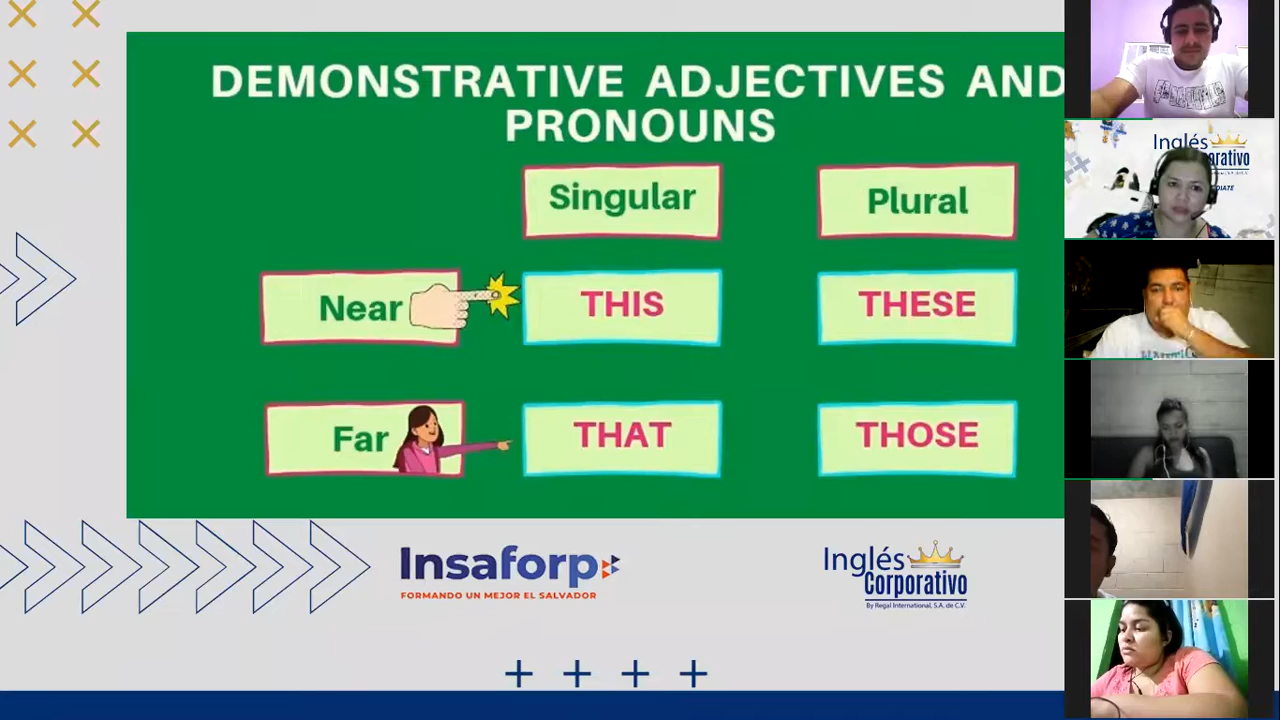 DEMONSTRATIVE ADJECTIVES AND
PRONOUNS
Singular
Plural
Near
THIS
THESE
Far
THAT
THOSE
Insaforp
FORMANDO UN MEJOR EL SALVADOR
Inglés
Corporativo
By Regal International, S.A. de C.V.
Inglés